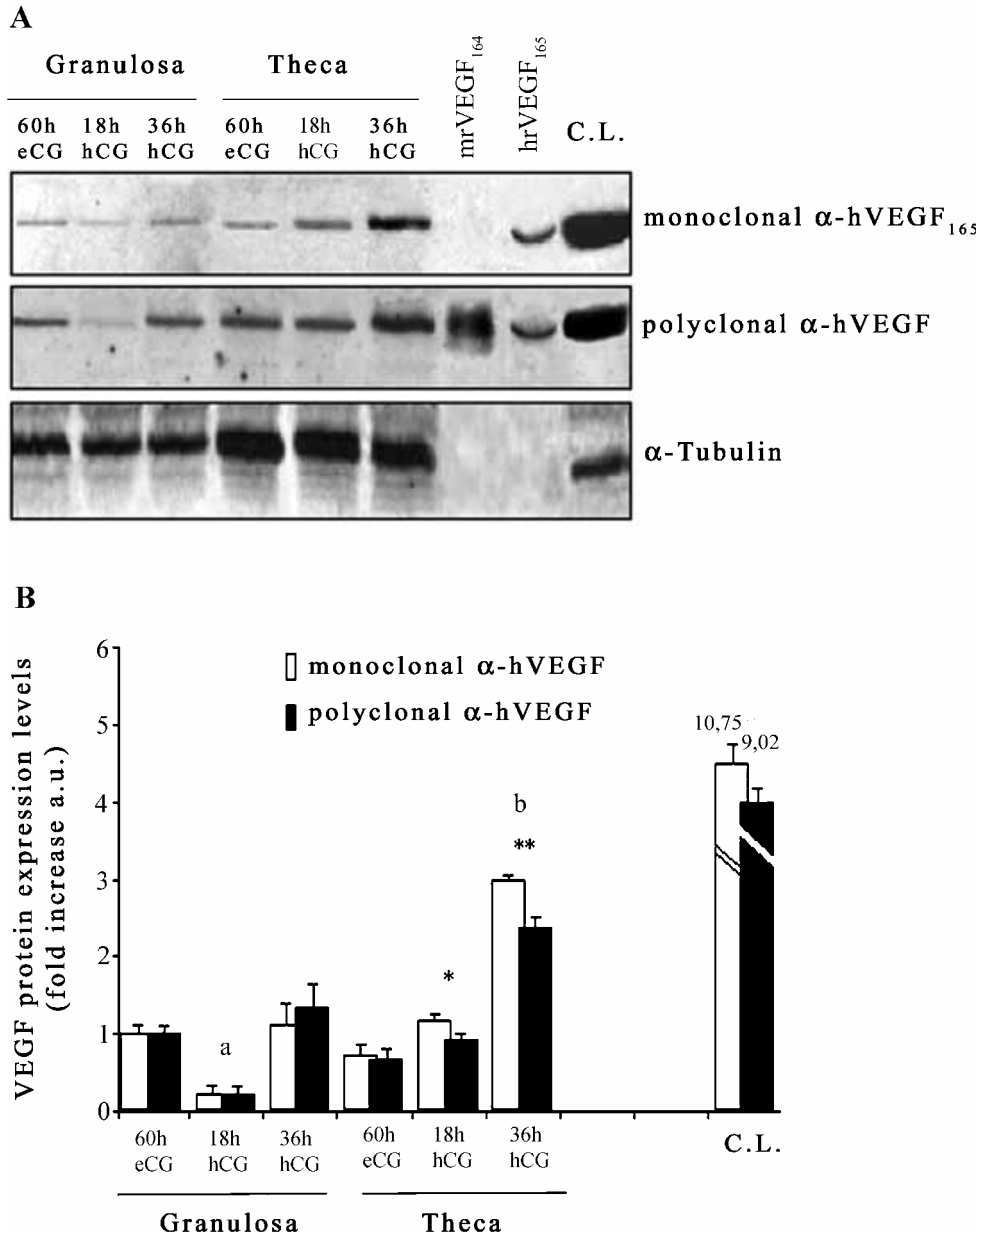 A
Granulosa Theca mrVEGF164 hrVEGF165 C.L.
60h 18h 36h 60h 18h 36h
eCG hCG hCG eCG hCG hCG
monoclonal α-hVEGF165
polyclonal α-hVEGF
α-Tubulin
B
VEGF protein expression levels
(fold increase a.u.)
6
5
4
3
2
1
0
monoclonal α-hVEGF
polyclonal α-hVEGF
10,75
9,02
b
**
*
a
60h 18h 36h 60h 18h 36h
eCG hCG hCG eCG hCG hCG
C.L.
Granulosa Theca